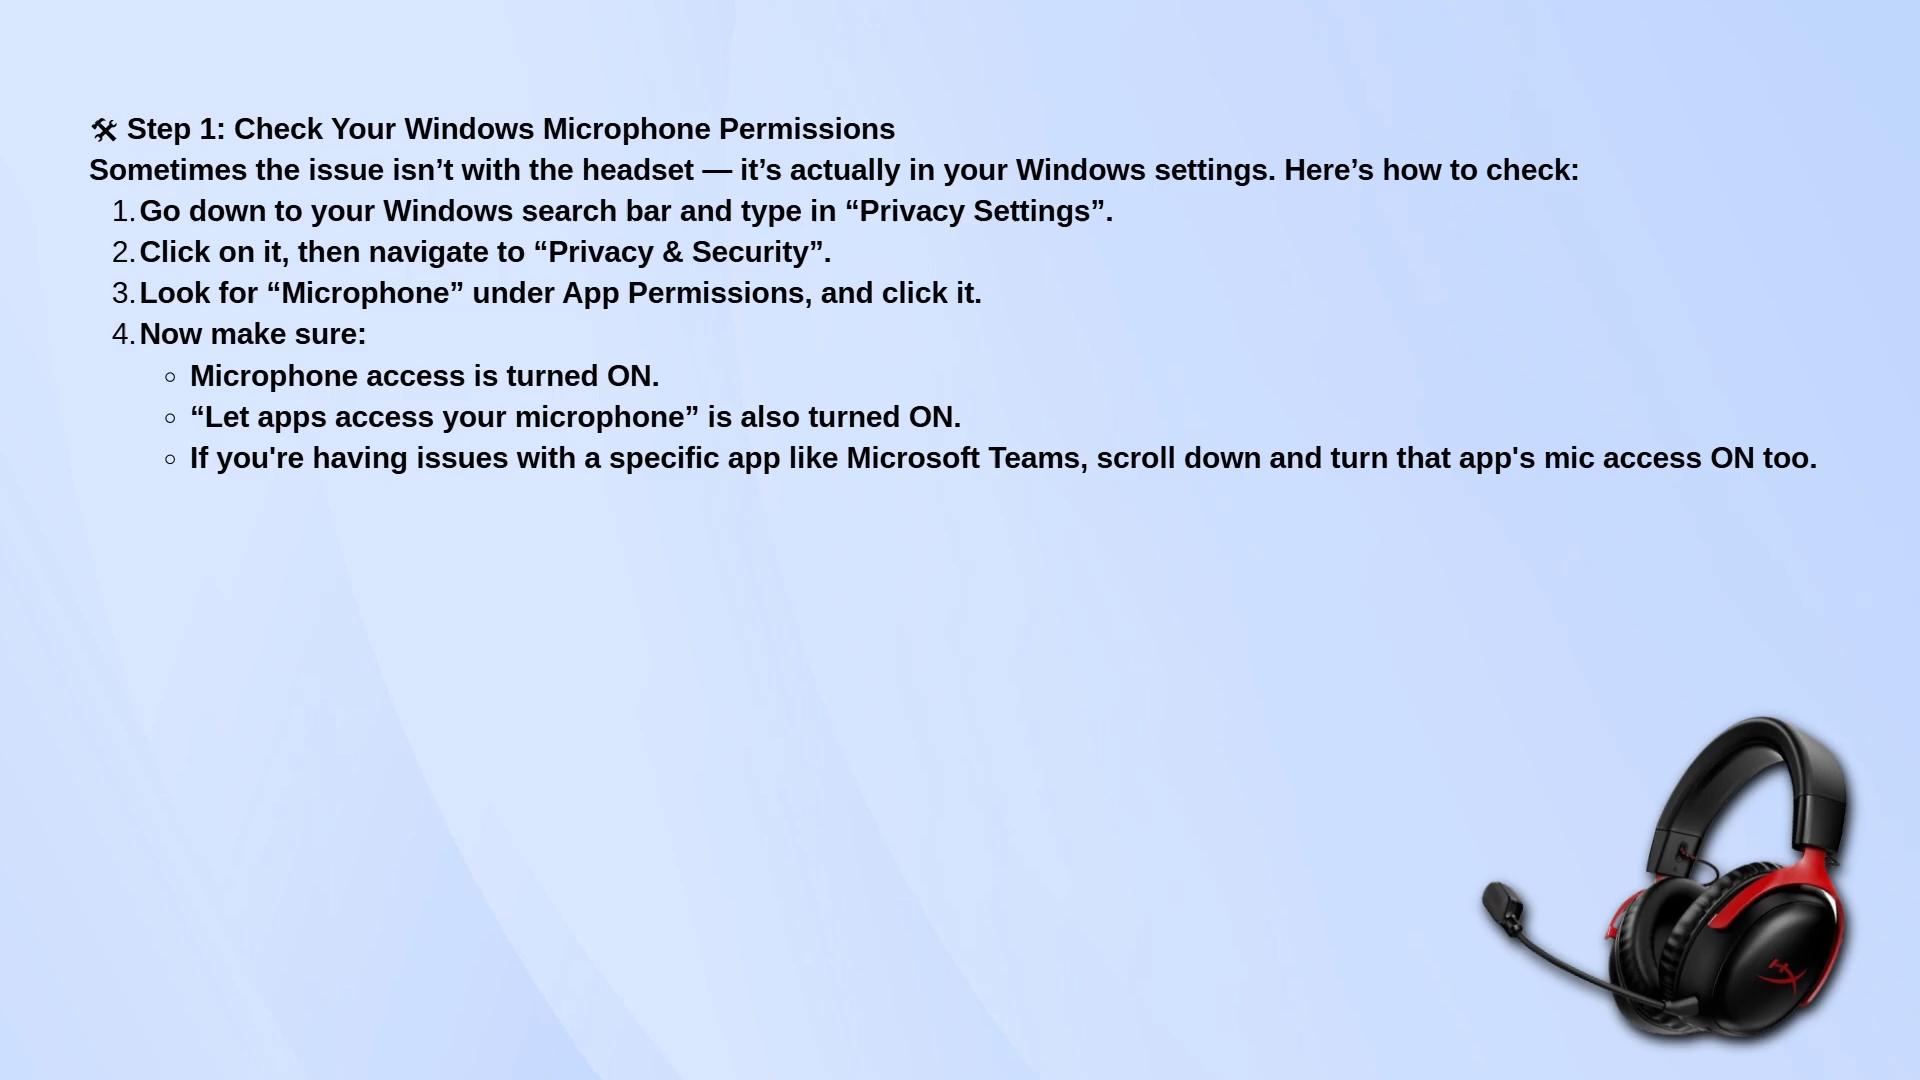 🛠 Step 1: Check Your Windows Microphone Permissions
Sometimes the issue isn’t with the headset — it’s actually in your Windows settings. Here’s how to check:
1. Go down to your Windows search bar and type in “Privacy Settings”.
2. Click on it, then navigate to “Privacy & Security”.
3. Look for “Microphone” under App Permissions, and click it.
4. Now make sure:
◦ Microphone access is turned ON.
◦ “Let apps access your microphone” is also turned ON.
◦ If you're having issues with a specific app like Microsoft Teams, scroll down and turn that app's mic access ON too.
HX